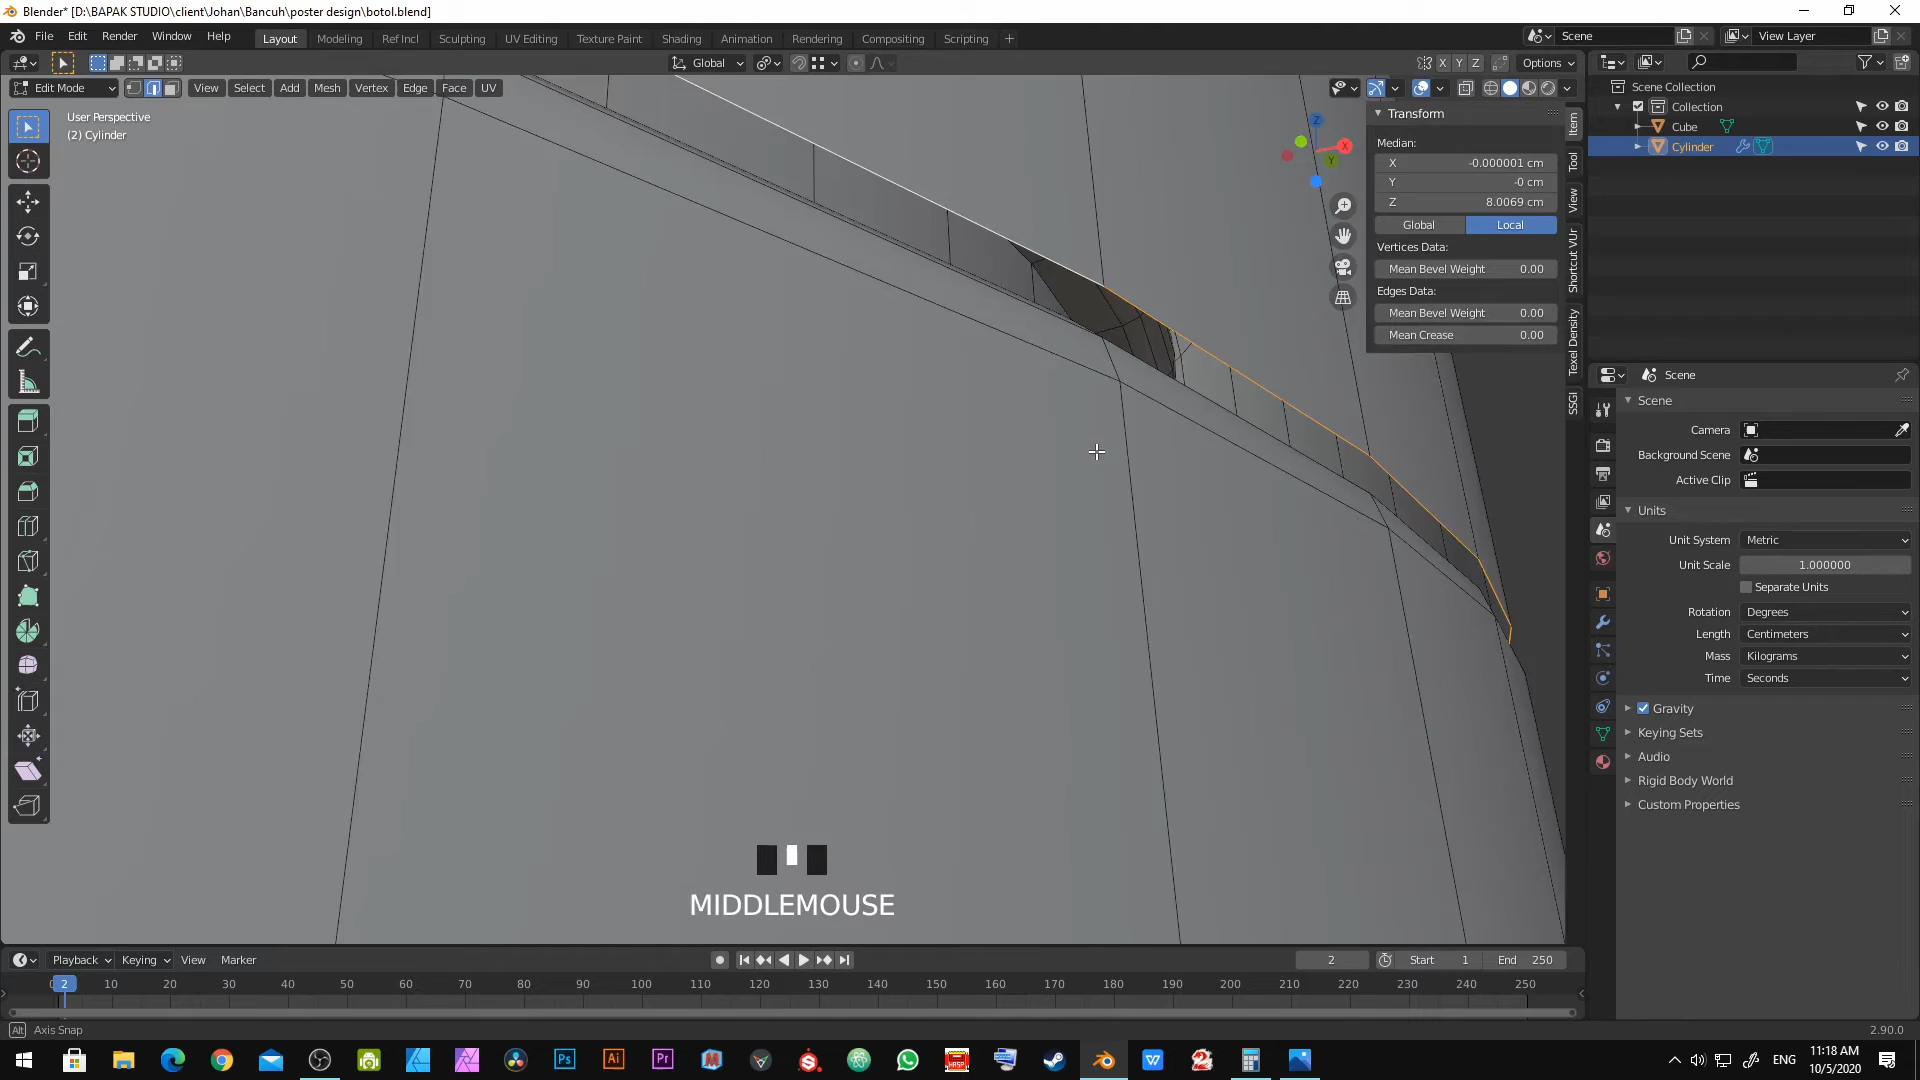 Blender* [D:\BAPAK STUDIO\client\Johan\Bancuh\poster design\botol.blend]
File Edit Render Window Help Layout Modeling Ref Incl Sculpting UV Editing Texture Paint Shading Animation Rendering Compositing Scripting + Scene View Layer
Global X Y Z Options
Edit Mode View Select Add Mesh Vertex Edge Face UV
User Perspective
(2) Cylinder
Z X Y
Transform
Median:
X -0.000001 cm
Y -0 cm
Z 8.0069 cm
Global Local
Vertices Data:
Mean Bevel Weight 0.00
Edges Data:
Mean Bevel Weight 0.00
Mean Crease 0.00
Item
Tool
View
Shortcut VUr
Texel Density
SSGI
Scene Collection
Collection
Cube
Cylinder
Scene
Scene
Camera
Background Scene
Active Clip
Units
Unit System Metric
Unit Scale 1.000000
Separate Units
Rotation Degrees
Length Centimeters
Mass Kilograms
Time Seconds
Gravity
Keying Sets
Audio
Rigid Body World
Custom Properties
MIDDLEMOUSE
Playback Keying View Marker 2 Start 1 End 250
0 2 10 20 30 40 50 60 70 80 90 100 110 120 130 140 150 160 170 180 190 200 210 220 230 240 250
Alt Axis Snap 2.90.0
Ps Ai Pr ENG 11:18 AM
10/5/2020